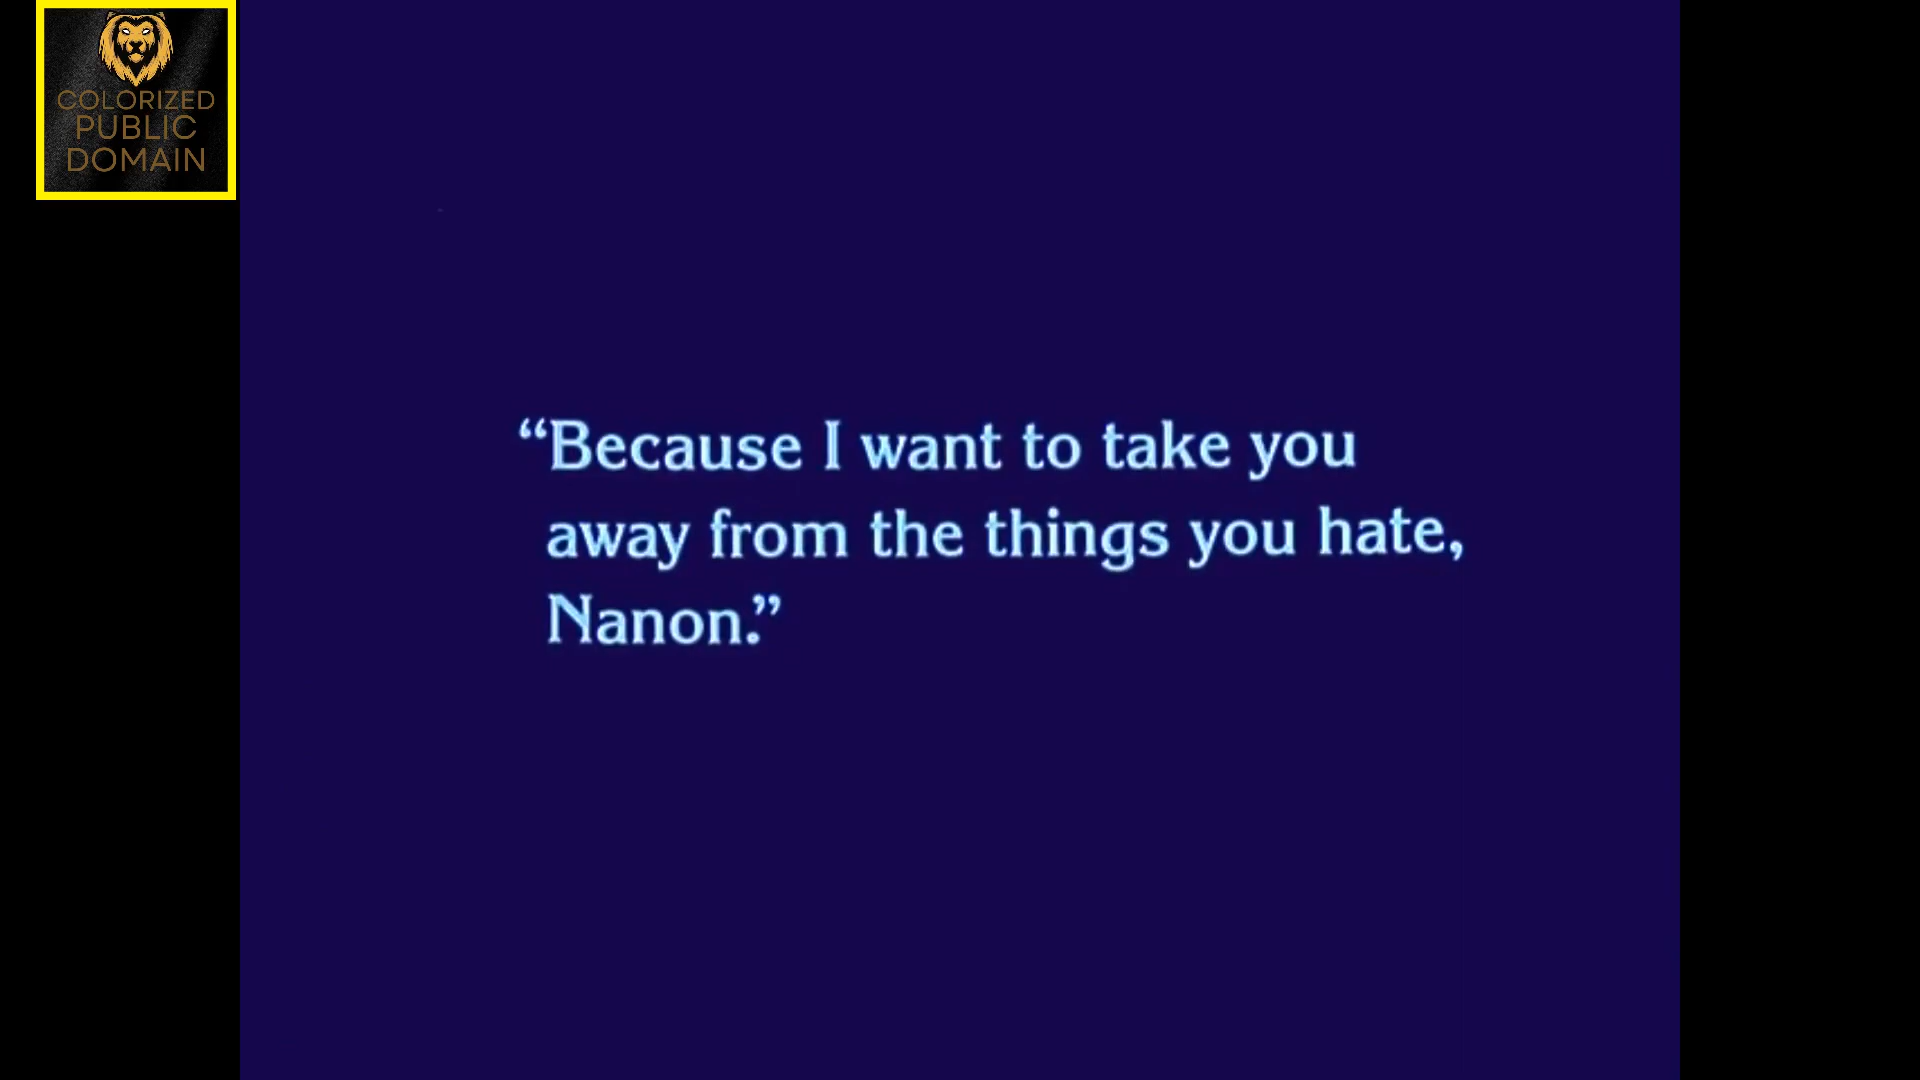 COLORIZED
PUBLIC
DOMAIN
“Because I want to take you
away from the things you hate,
Nanon.”